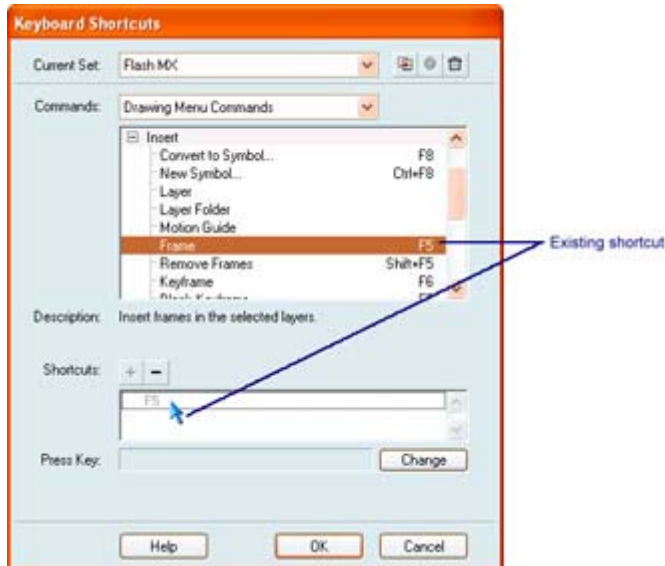 Keyboard Shortcuts
Current Set: Flash MX
Commands: Drawing Menu Commands
Insert
Convert to Symbol... F8
New Symbol... Ctrl+F8
Layer
Layer Folder
Motion Guide
Frame F5
Existing shortcut
Remove Frames Shift+F5
Keyframe F6
Description: Insert frames in the selected layers.
Shortcuts: + -
F5
Press Key: Change
Help OK Cancel